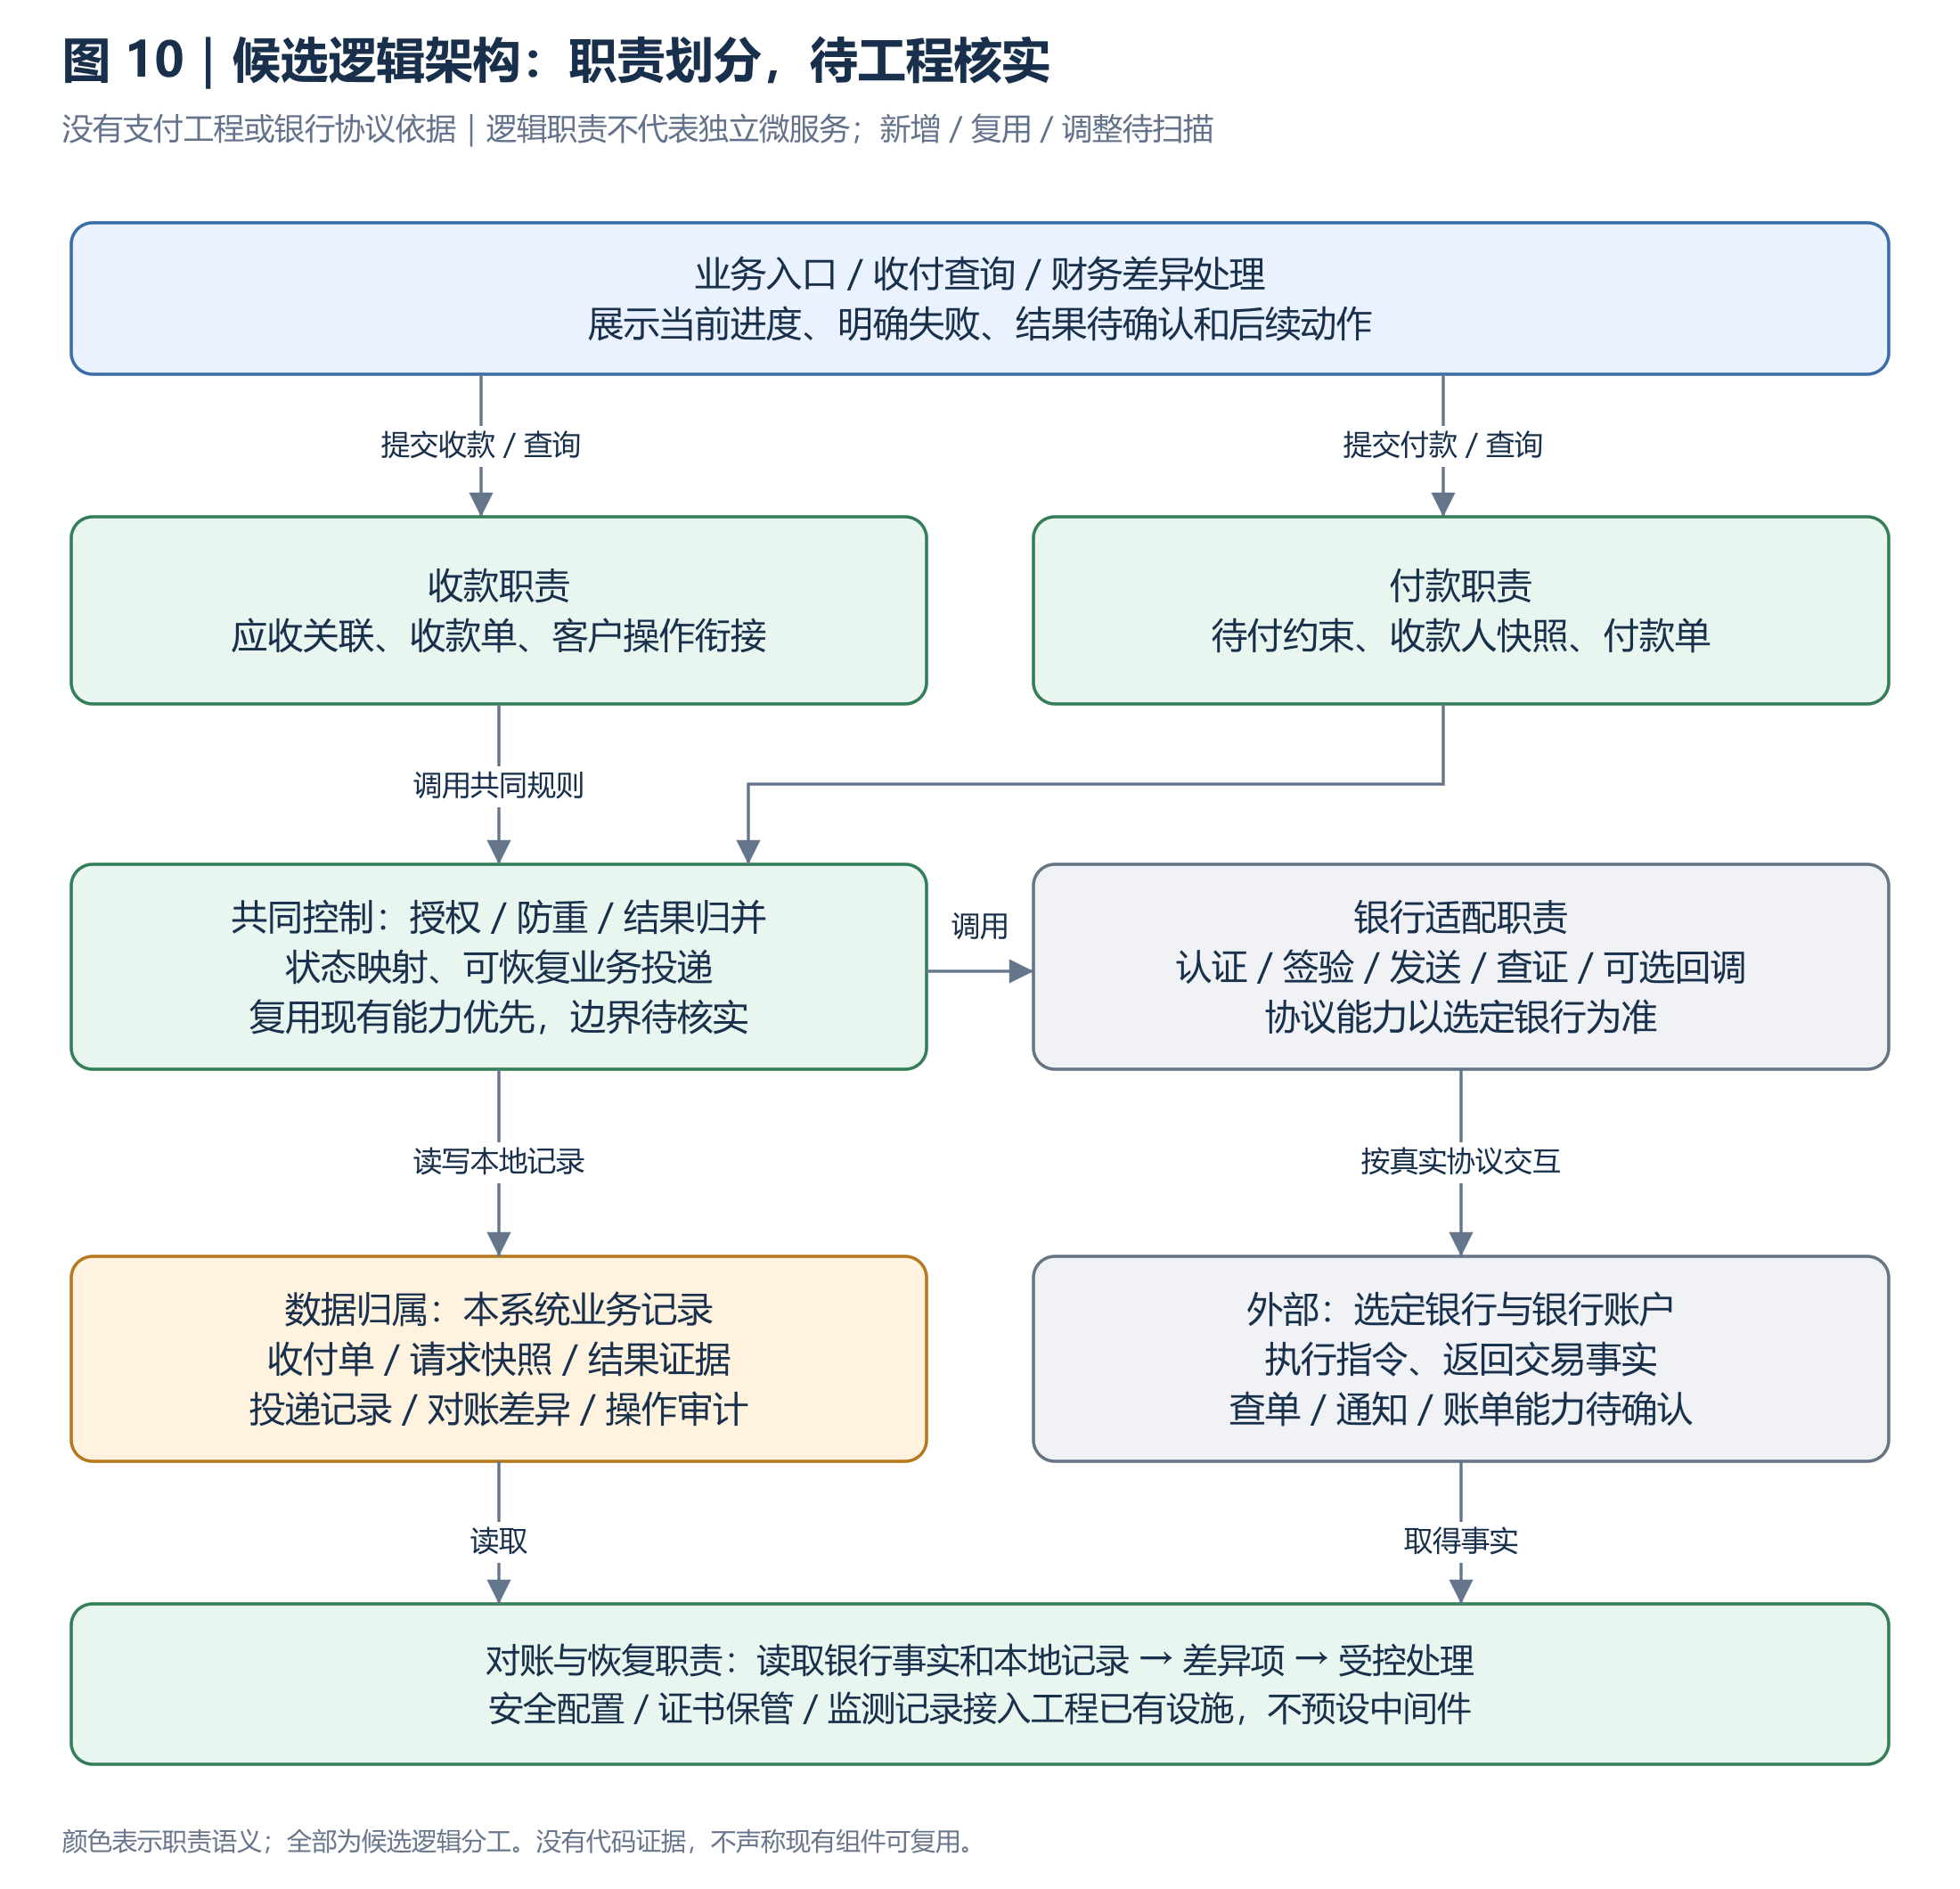 图 10｜候选逻辑架构：职责划分，待工程核实
没有支付工程或银行协议依据｜逻辑职责不代表独立微服务；新增 / 复用 / 调整待扫描
业务入口 / 收付查询 / 财务差异处理
展示当前进度、明确失败、结果待确认和后续动作
提交收款 / 查询
提交付款 / 查询
收款职责
应收关联、收款单、客户操作衔接
付款职责
待付约束、收款人快照、付款单
调用共同规则
共同控制：授权 / 防重 / 结果归并
状态映射、可恢复业务投递
复用现有能力优先，边界待核实
调用
银行适配职责
认证 / 签验 / 发送 / 查证 / 可选回调
协议能力以选定银行为准
读写本地记录
按真实协议交互
数据归属：本系统业务记录
收付单 / 请求快照 / 结果证据
投递记录 / 对账差异 / 操作审计
外部：选定银行与银行账户
执行指令、返回交易事实
查单 / 通知 / 账单能力待确认
读取
取得事实
对账与恢复职责：读取银行事实和本地记录 → 差异项 → 受控处理
安全配置 / 证书保管 / 监测记录接入工程已有设施，不预设中间件
颜色表示职责语义；全部为候选逻辑分工。没有代码证据，不声称现有组件可复用。